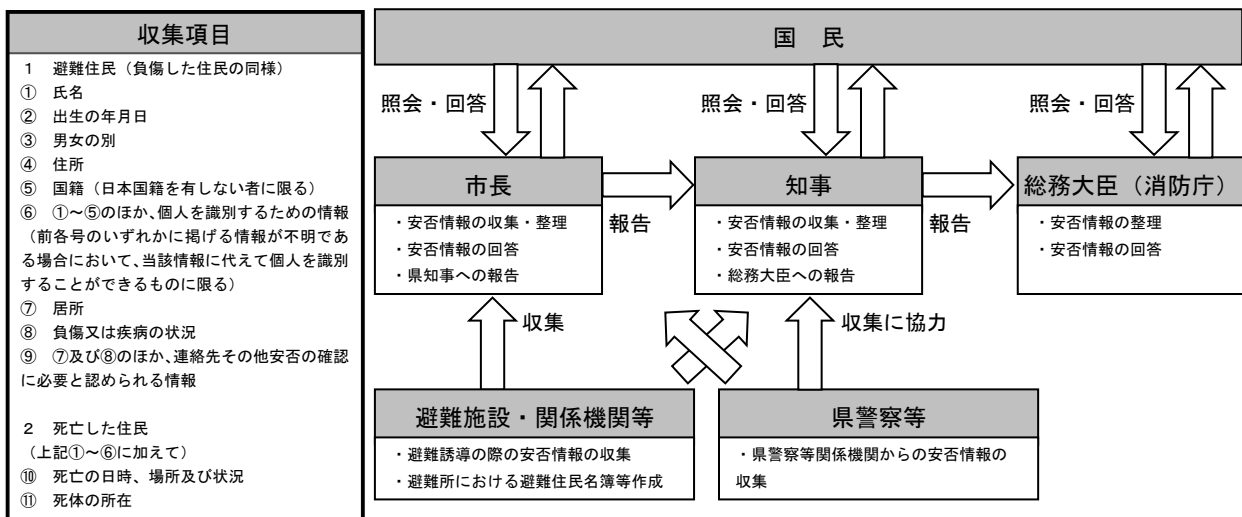 収集項目
1 避難住民(負傷した住民の同様)
① 氏名
② 出生の年月日
③ 男女の別
④ 住所
⑤ 国籍(日本国籍を有しない者に限る)
⑥ ①~⑤のほか、個人を識別するための情報
(前各号のいずれかに掲げる情報が不明であ
る場合において、当該情報に代えて個人を識別
することができるものに限る)
⑦ 居所
⑧ 負傷又は疾病の状況
⑨ ⑦及び⑧のほか、連絡先その他安否の確認
に必要と認められる情報
2 死亡した住民
(上記①~⑥に加えて)
⑩ 死亡の日時、場所及び状況
⑪ 死体の所在
国 民
照会・回答
照会・回答
照会・回答
市長
・安否情報の収集・整理
・安否情報の回答
・県知事への報告
報告
知事
・安否情報の収集・整理
・安否情報の回答
・総務大臣への報告
報告
総務大臣(消防庁)
・安否情報の整理
・安否情報の回答
収集
収集に協力
避難施設・関係機関等
・避難誘導の際の安否情報の収集
・避難所における避難住民名簿等作成
県警察等
・県警察等関係機関からの安否情報の
収集